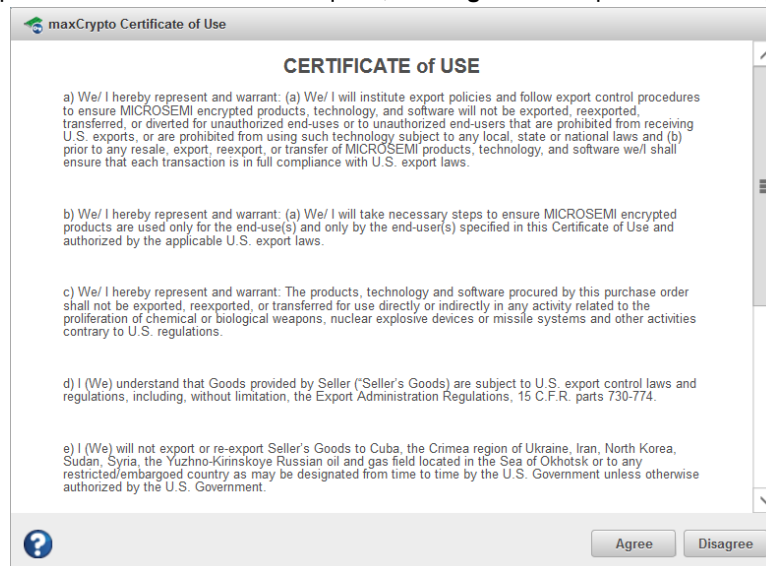 maxCrypto Certificate of Use
CERTIFICATE of USE
a) We/ I hereby represent and warrant: (a) We/ I will institute export policies and follow export control procedures
to ensure MICROSEMI encrypted products, technology, and software will not be exported, reexported,
transferred, or diverted for unauthorized end-uses or to unauthorized end-users that are prohibited from receiving
U.S. exports, or are prohibited from using such technology subject to any local, state or national laws and (b)
prior to any resale, export, reexport, or transfer of MICROSEMI products, technology, and software we/I shall
ensure that each transaction is in full compliance with U.S. export laws.
b) We/ I hereby represent and warrant: (a) We/ I will take necessary steps to ensure MICROSEMI encrypted
products are used only for the end-use(s) and only by the end-user(s) specified in this Certificate of Use and
authorized by the applicable U.S. export laws.
c) We/ I hereby represent and warrant: The products, technology and software procured by this purchase order
shall not be exported, reexported, or transferred for use directly or indirectly in any activity related to the
proliferation of chemical or biological weapons, nuclear explosive devices or missile systems and other activities
contrary to U.S. regulations.
d) I (We) understand that Goods provided by Seller (“Seller’s Goods) are subject to U.S. export control laws and
regulations, including, without limitation, the Export Administration Regulations, 15 C.F.R. parts 730-774.
e) I (We) will not export or re-export Seller’s Goods to Cuba, the Crimea region of Ukraine, Iran, North Korea,
Sudan, Syria, the Yuzhno-Kirinskoye Russian oil and gas field located in the Sea of Okhotsk or to any
restricted/embargoed country as may be designated from time to time by the U.S. Government unless otherwise
authorized by the U.S. Government.
?
Agree Disagree